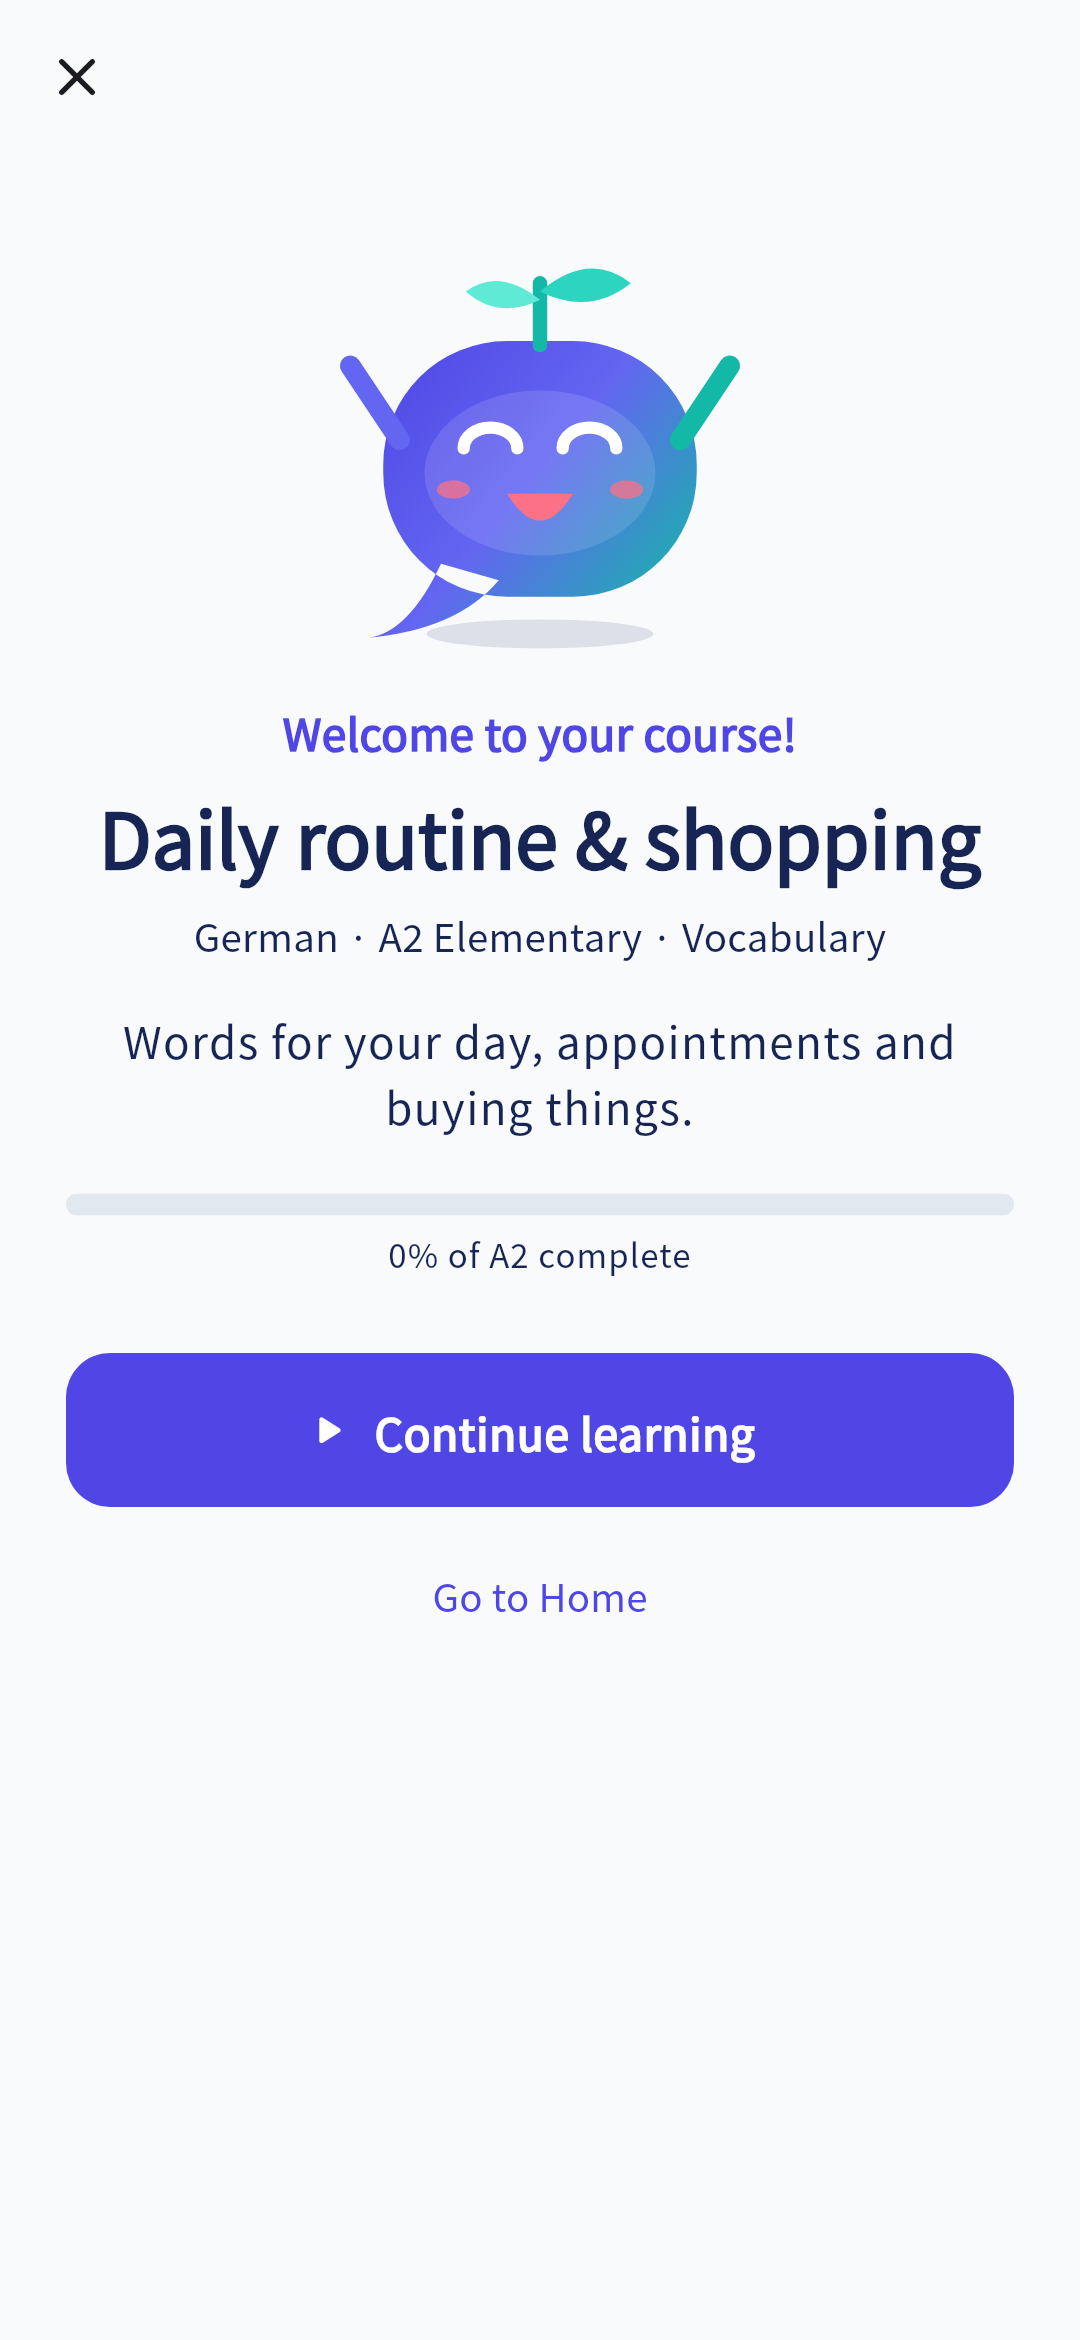 Welcome to your course!
Daily routine & shopping
German · A2 Elementary · Vocabulary
Words for your day, appointments and
buying things.
0% of A2 complete
Continue learning
Go to Home